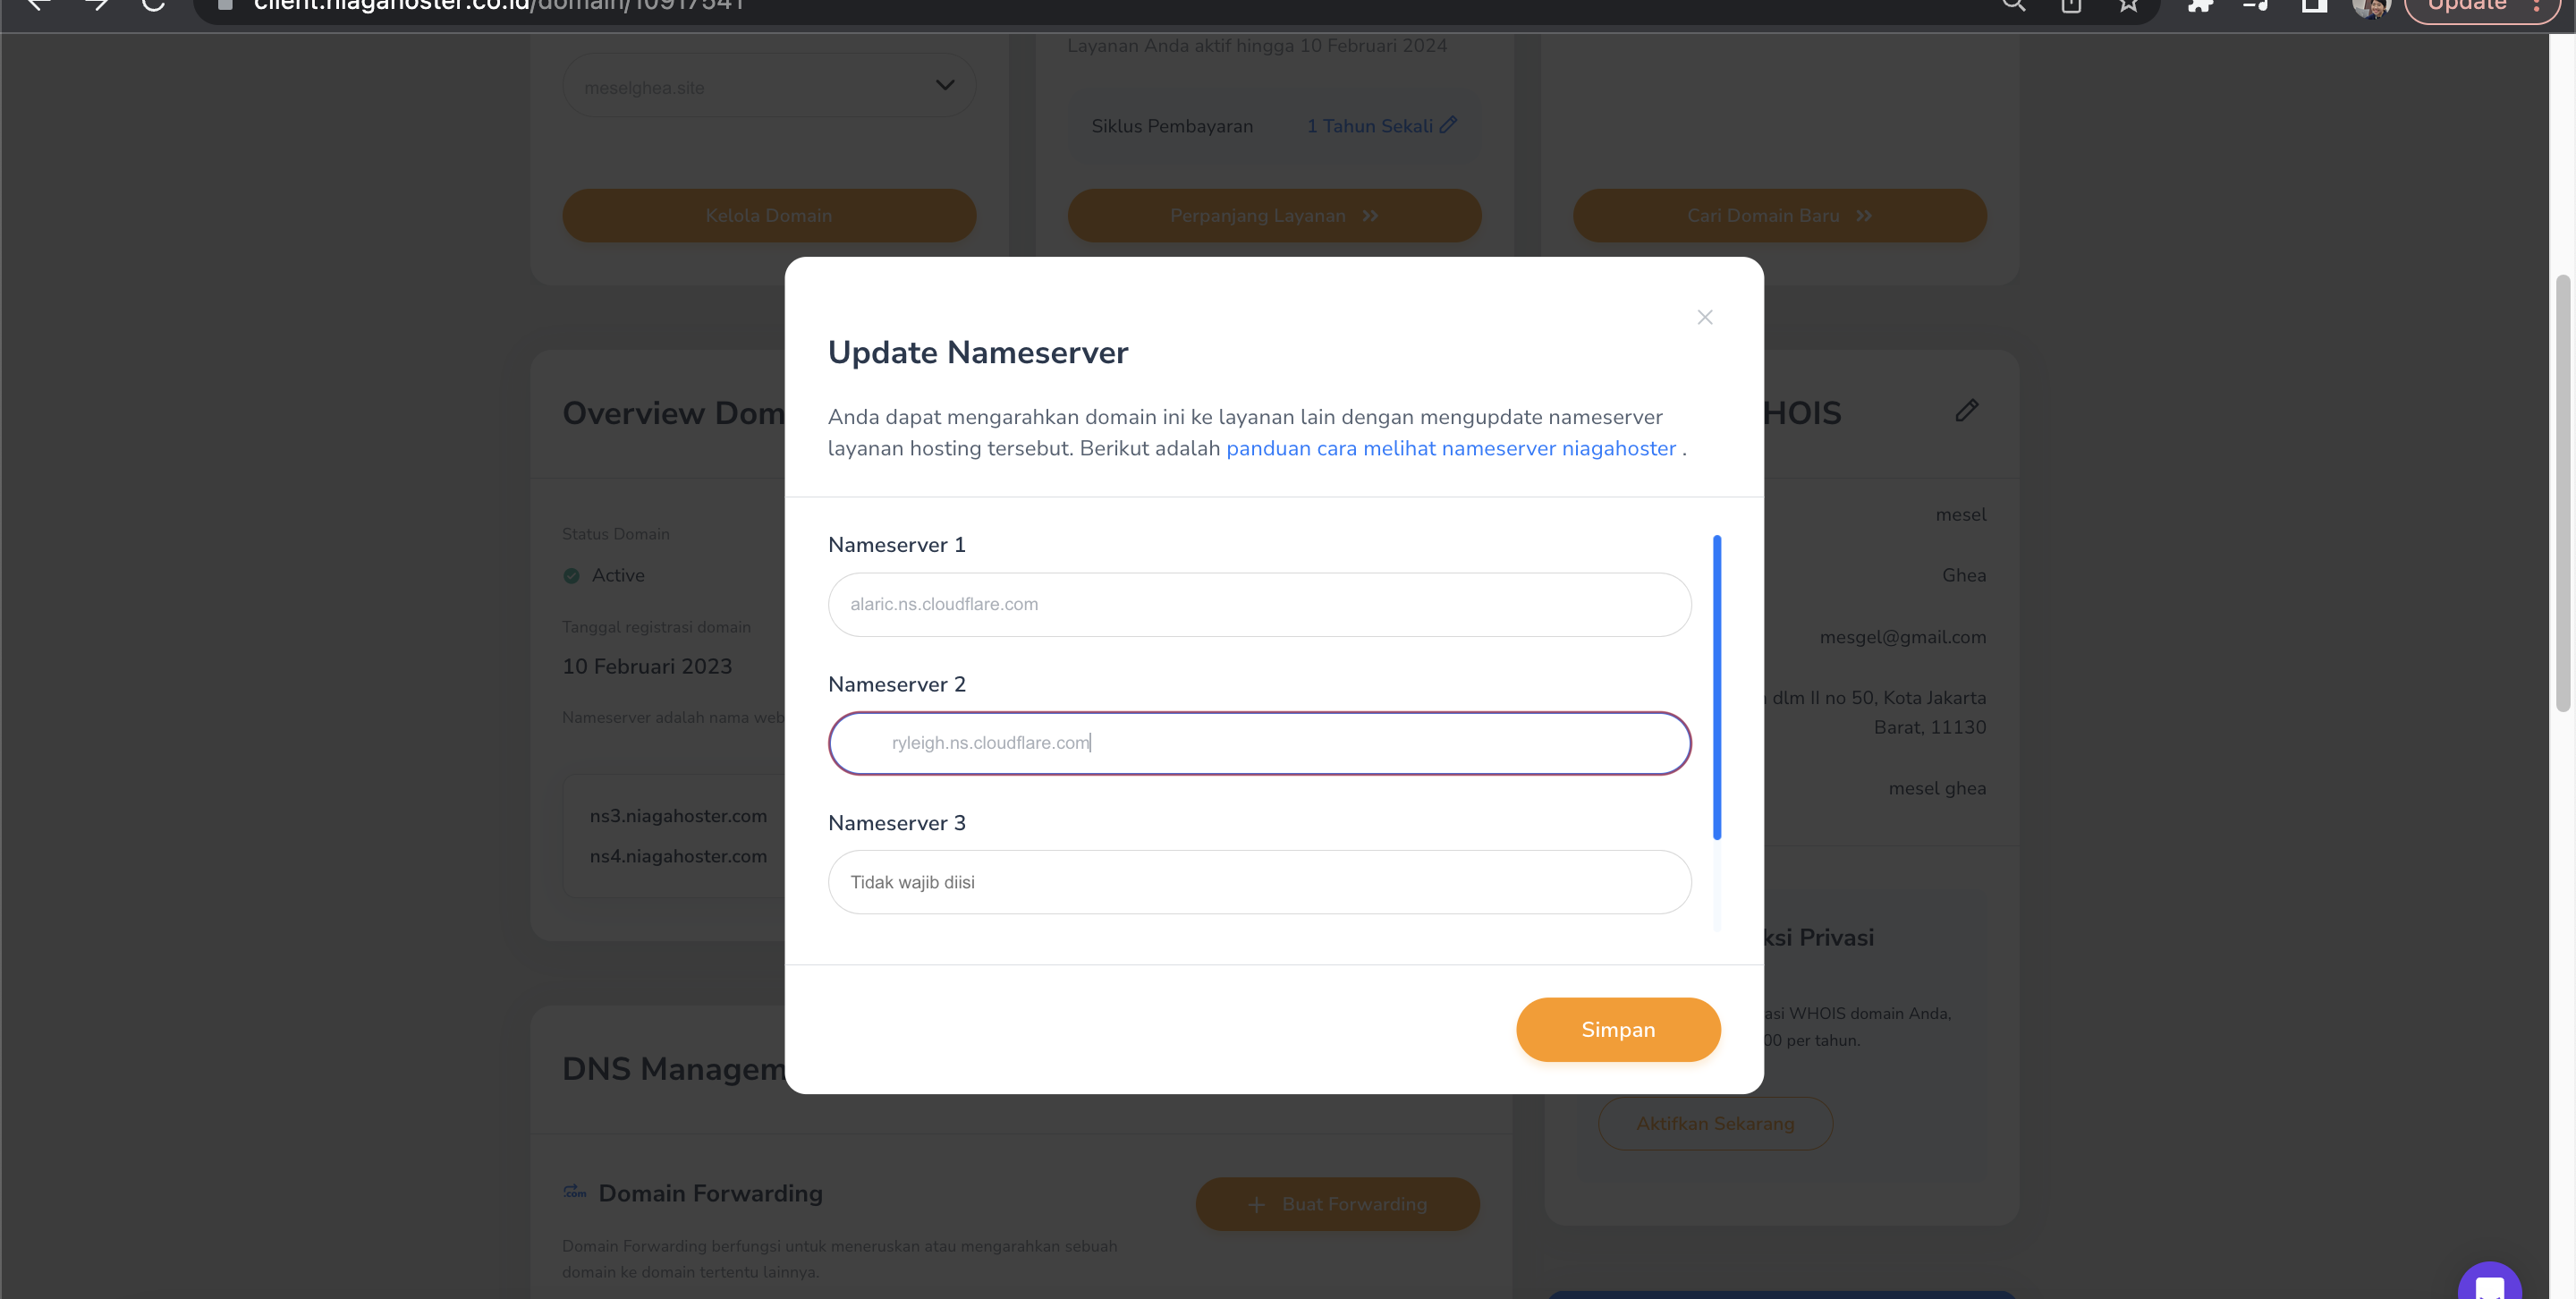 client.niagahoster.co.id/domain/10917541
Update
Layanan Anda aktif hingga 10 Februari 2024
meselghea.site
Siklus Pembayaran
1 Tahun Sekali
Kelola Domain
Perpanjang Layanan
Cari Domain Baru
Update Nameserver
Anda dapat mengarahkan domain ini ke layanan lain dengan mengupdate nameserver
layanan hosting tersebut. Berikut adalah panduan cara melihat nameserver niagahoster .
Nameserver 1
alaric.ns.cloudflare.com
Nameserver 2
ryleigh.ns.cloudflare.com
Nameserver 3
Tidak wajib diisi
Simpan
Overview Dom
Status Domain
Active
Tanggal registrasi domain
10 Februari 2023
Nameserver adalah nama web
ns3.niagahoster.com
ns4.niagahoster.com
HOIS
mesel
Ghea
mesgel@gmail.com
dlm II no 50, Kota Jakarta
Barat, 11130
mesel ghea
ksi Privasi
asi WHOIS domain Anda,
00 per tahun.
Aktifkan Sekarang
DNS Managem
.com
Domain Forwarding
Buat Forwarding
Domain Forwarding berfungsi untuk meneruskan atau mengarahkan sebuah
domain ke domain tertentu lainnya.